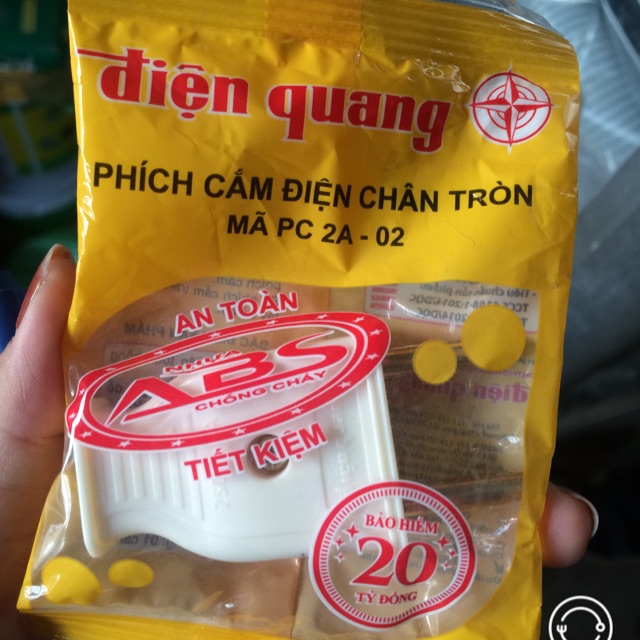 điện quang
PHÍCH CẮM ĐIỆN CHÂN TRÒN
MÃ PC 2A - 02
AN TOÀN
NHỰA
ABS
CHỐNG CHÁY
TIẾT KIỆM
BẢO HIỂM
20
TỶ ĐỒNG